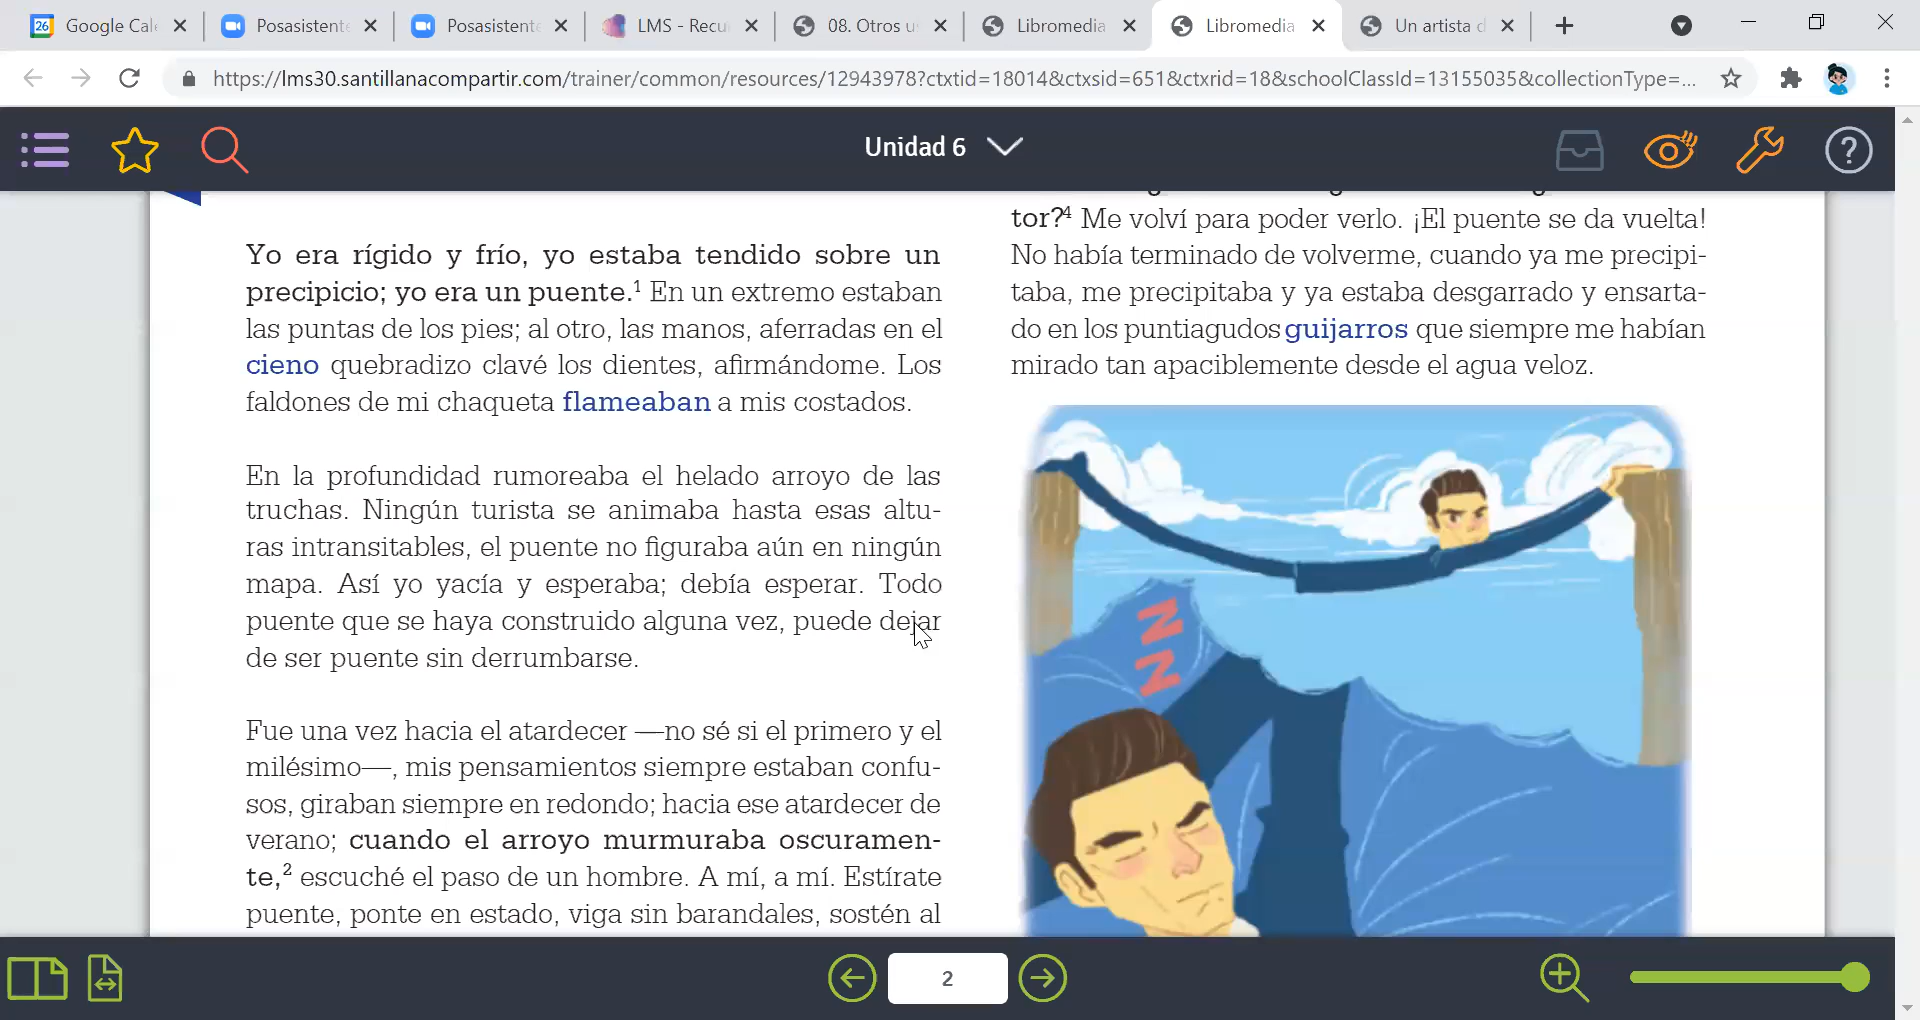 Google Cale
Posasistente
Posasistente
LMS - Recu
08. Otros u
Libromedia
Libromedia
Un artista d
https://lms30.santillanacompartir.com/trainer/common/resources/12943978?ctxtid=18014&ctxsid=651&ctxrid=18&schoolClassId=13155035&collectionType=...
Unidad 6
Yo era rígido y frío, yo estaba tendido sobre un
precipicio; yo era un puente.¹ En un extremo estaban
las puntas de los pies; al otro, las manos, aferradas en el
cieno quebradizo clavé los dientes, afirmándome. Los
faldones de mi chaqueta flameaban a mis costados.
En la profundidad rumoreaba el helado arroyo de las
truchas. Ningún turista se animaba hasta esas altu-
ras intransitables, el puente no figuraba aún en ningún
mapa. Así yo yacía y esperaba; debía esperar. Todo
puente que se haya construido alguna vez, puede dejar
de ser puente sin derrumbarse.
Fue una vez hacia el atardecer —no sé si el primero y el
milésimo—, mis pensamientos siempre estaban confu-
sos, giraban siempre en redondo; hacia ese atardecer de
verano; cuando el arroyo murmuraba oscuramen-
te,² escuché el paso de un hombre. A mí, a mí. Estírate
puente, ponte en estado, viga sin barandales, sostén al
tor?⁴ Me volví para poder verlo. ¡El puente se da vuelta!
No había terminado de volverme, cuando ya me precipi-
taba, me precipitaba y ya estaba desgarrado y ensarta-
do en los puntiagudos guijarros que siempre me habían
mirado tan apaciblemente desde el agua veloz.
Z
Z
2